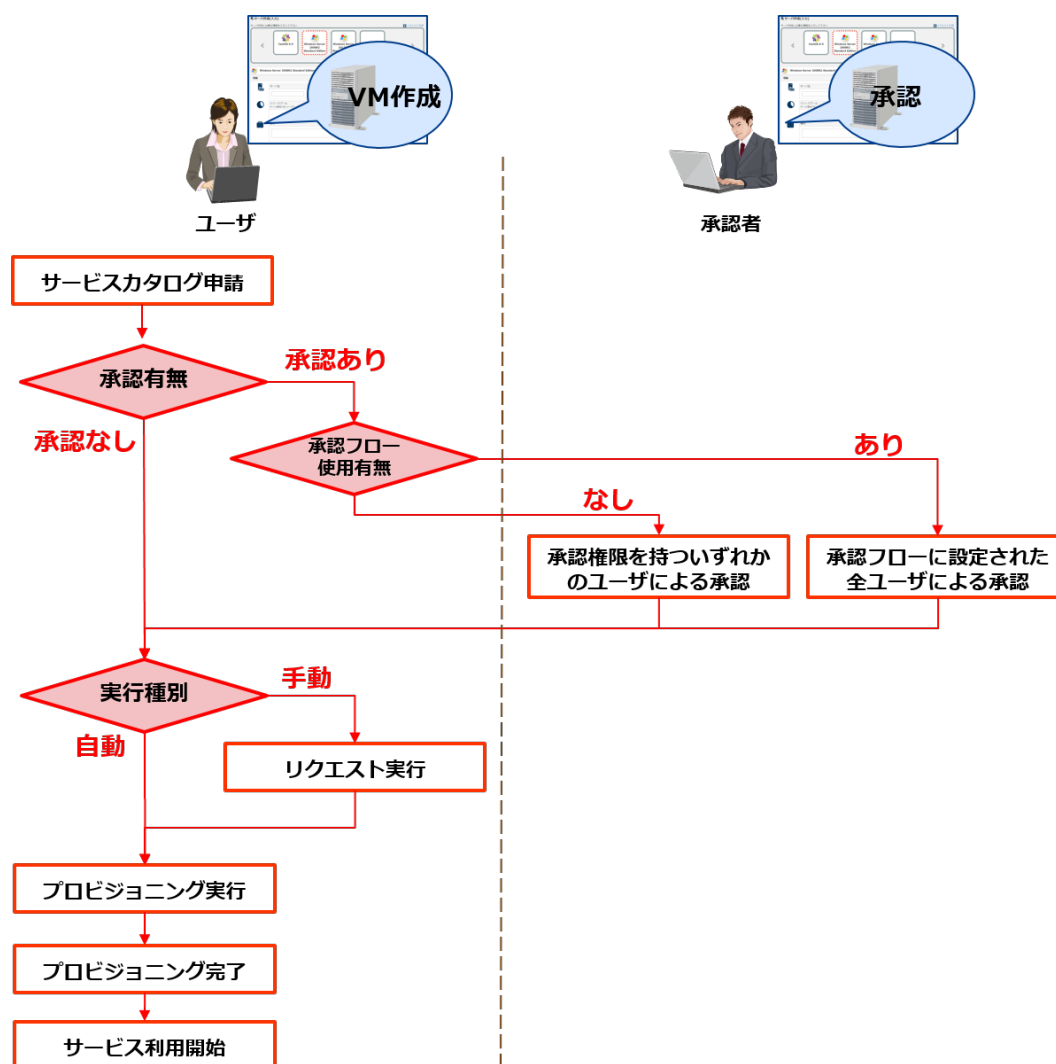 VM作成
承認
ユーザ
承認者
サービスカタログ申請
承認有無
承認あり
承認なし
承認フロー
使用有無
あり
なし
承認権限を持ついずれか
のユーザによる承認
承認フローに設定された
全ユーザによる承認
実行種別
手動
自動
リクエスト実行
プロビジョニング実行
プロビジョニング完了
サービス利用開始